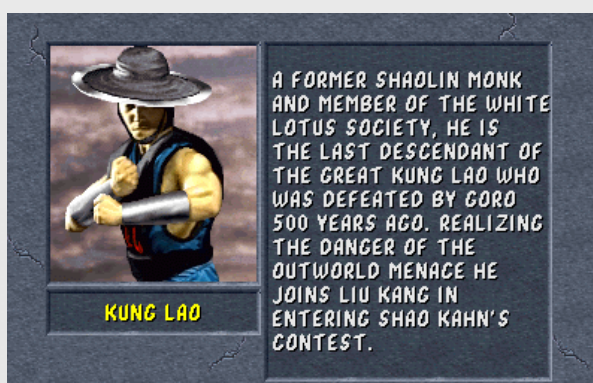 A FORMER SHAOLIN MONK
AND MEMBER OF THE WHITE
LOTUS SOCIETY, HE IS
THE LAST DESCENDANT OF
THE GREAT KUNG LAO WHO
WAS DEFEATED BY GORO
500 YEARS AGO. REALIZING
THE DANGER OF THE
OUTWORLD MENACE HE
JOINS LIU KANG IN
ENTERING SHAO KAHN'S
CONTEST.
KUNG LAO